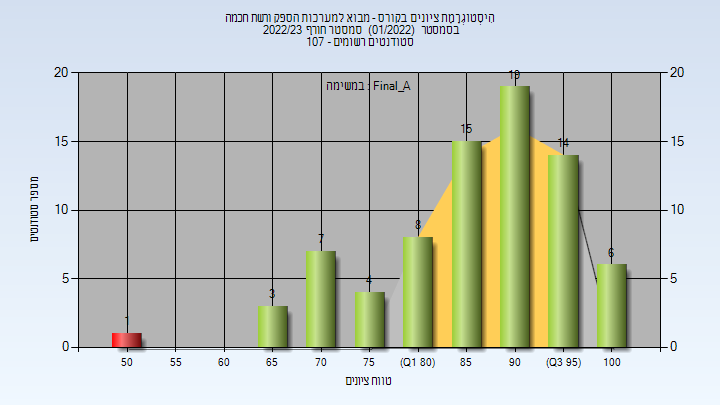 היסטוגרמת ציונים בקורס - מבוא למערכות הספק ורשת חכמה
בסמסטר (01/2022) סמסטר חורף 2022/23
סטודנטים רשומים - 107
במשימה : Final_A
20 20
15 15
10 10
5 5
0 0
1 3 7 4 8 15 19 14 6
מספר סטודנטים
50 55 60 65 70 75 (Q1 80) 85 90 (Q3 95) 100
טווח ציונים